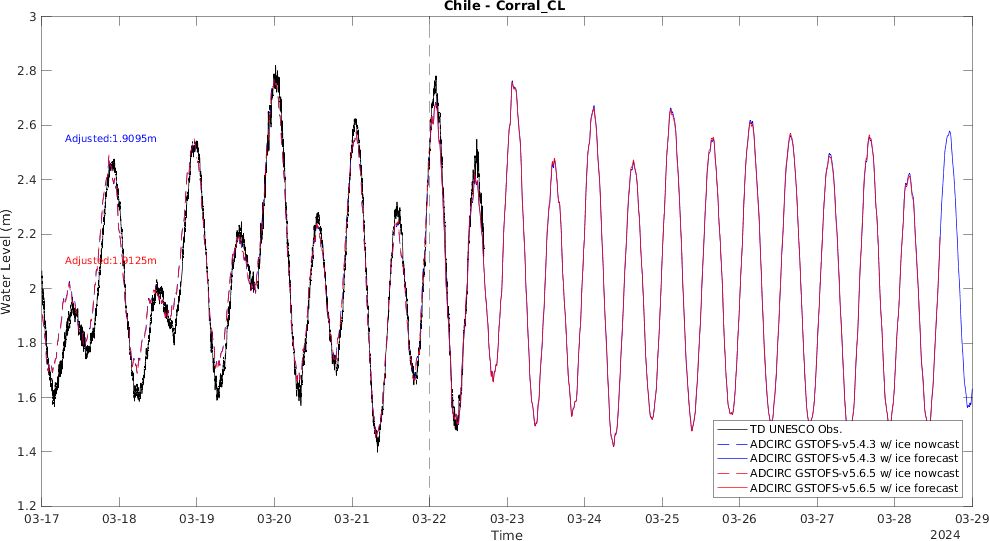 Chile - Corral_CL
3
2.8
2.6
2.4
2.2
2
1.8
1.6
1.4
1.2
Water Level (m)
Adjusted:1.9095m
Adjusted:1.9125m
TD UNESCO Obs.
ADCIRC GSTOFS-v5.4.3 w/ ice nowcast
ADCIRC GSTOFS-v5.4.3 w/ ice forecast
ADCIRC GSTOFS-v5.6.5 w/ ice nowcast
ADCIRC GSTOFS-v5.6.5 w/ ice forecast
03-17 03-18 03-19 03-20 03-21 03-22 03-23 03-24 03-25 03-26 03-27 03-28 03-29
Time
2024